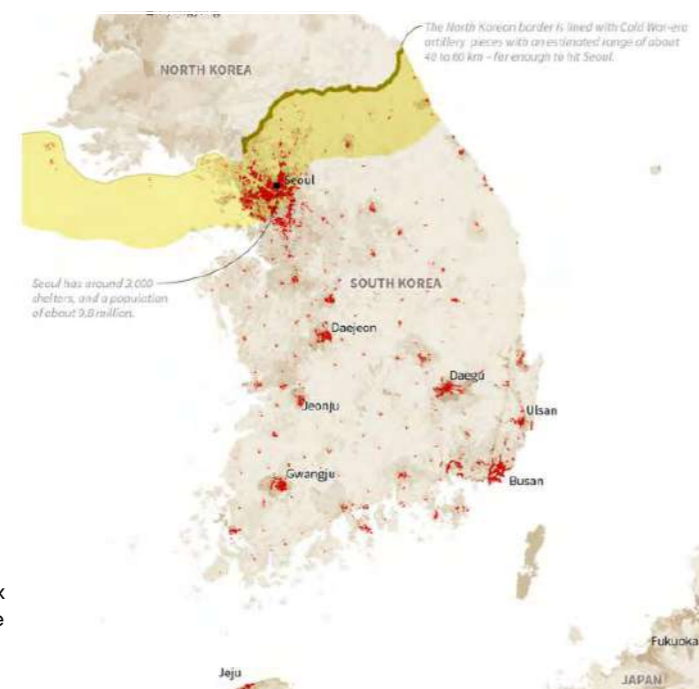 The North Korean border is lined with Cold War-era
artillery pieces with an estimated range of about
40 to 60 km – far enough to hit Seoul.
NORTH KOREA
Seoul
Seoul has around 3,000
shelters, and a population
of about 9.8 million.
SOUTH KOREA
Daejeon
Daegu
Jeonju
Ulsan
Gwangju
Busan
x
e
Fukuoka
Jeju
JAPAN